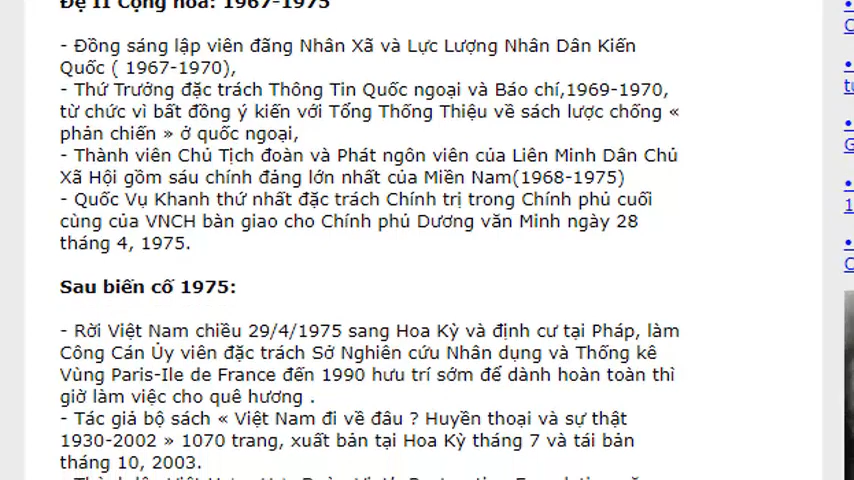 Đệ II Cộng hòa: 1967-1975
- Đồng sáng lập viên đãng Nhân Xã và Lực Lượng Nhân Dân Kiến
Quốc ( 1967-1970),
- Thứ Trưởng đặc trách Thông Tin Quốc ngoại và Báo chí,1969-1970,
từ chức vì bất đồng ý kiến với Tổng Thống Thiệu về sách lược chống «
phản chiến » ở quốc ngoại,
- Thành viên Chủ Tịch đoàn và Phát ngôn viên của Liên Minh Dân Chủ
Xã Hội gồm sáu chính đảng lớn nhất của Miền Nam(1968-1975)
- Quốc Vụ Khanh thứ nhất đặc trách Chính trị trong Chính phủ cuối
cùng của VNCH bàn giao cho Chính phủ Dương văn Minh ngày 28
tháng 4, 1975.
Sau biến cố 1975:
- Rời Việt Nam chiều 29/4/1975 sang Hoa Kỳ và định cư tại Pháp, làm
Công Cán Ủy viên đặc trách Sở Nghiên cứu Nhân dụng và Thống kê
Vùng Paris-Ile de France đến 1990 hưu trí sớm để dành hoàn toàn thì
giờ làm việc cho quê hương .
- Tác giả bộ sách « Việt Nam đi về đâu ? Huyền thoại và sự thật
1930-2002 » 1070 trang, xuất bản tại Hoa Kỳ tháng 7 và tái bản
tháng 10, 2003.